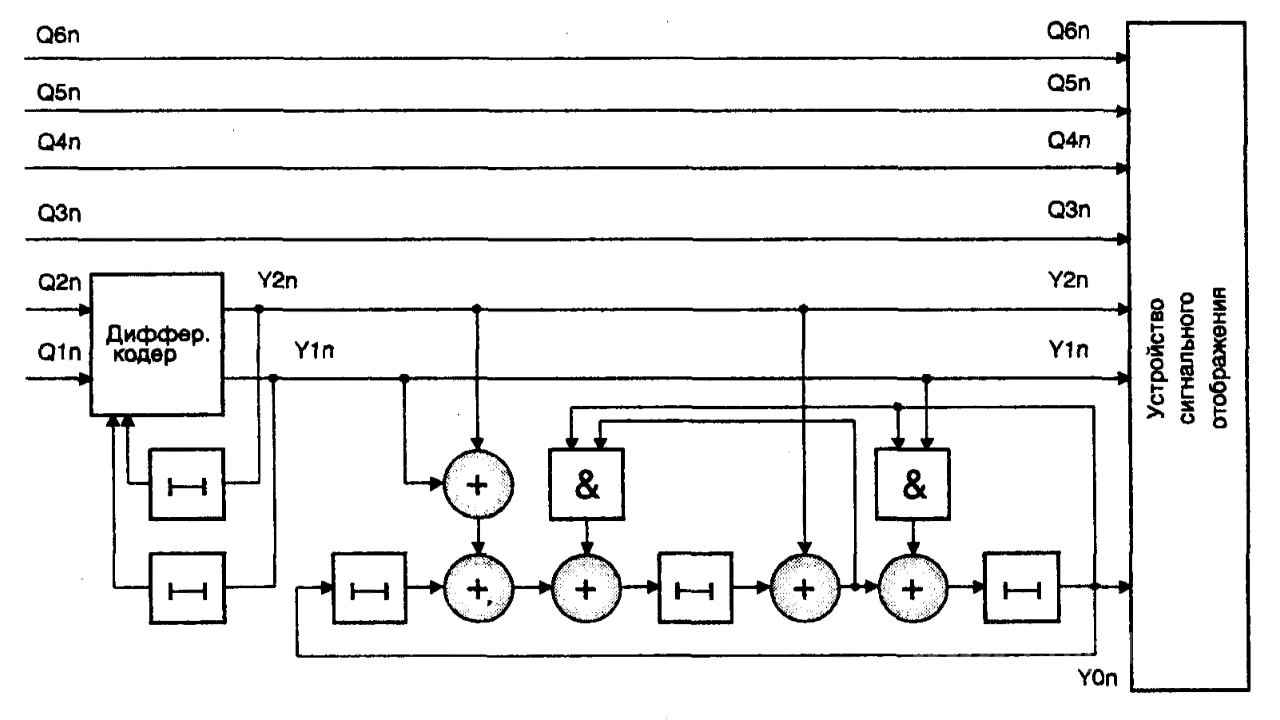 Q6n
Q6n
Q5n
Q5n
Q4n
Q4n
Q3n
Q3n
Q2n
Y2n
Y2n
Диффер.
кодер
Q1n
Y1n
Y1n
Устройство
сигнального
отображения
+
&
&
+
+
+
+
Y0n